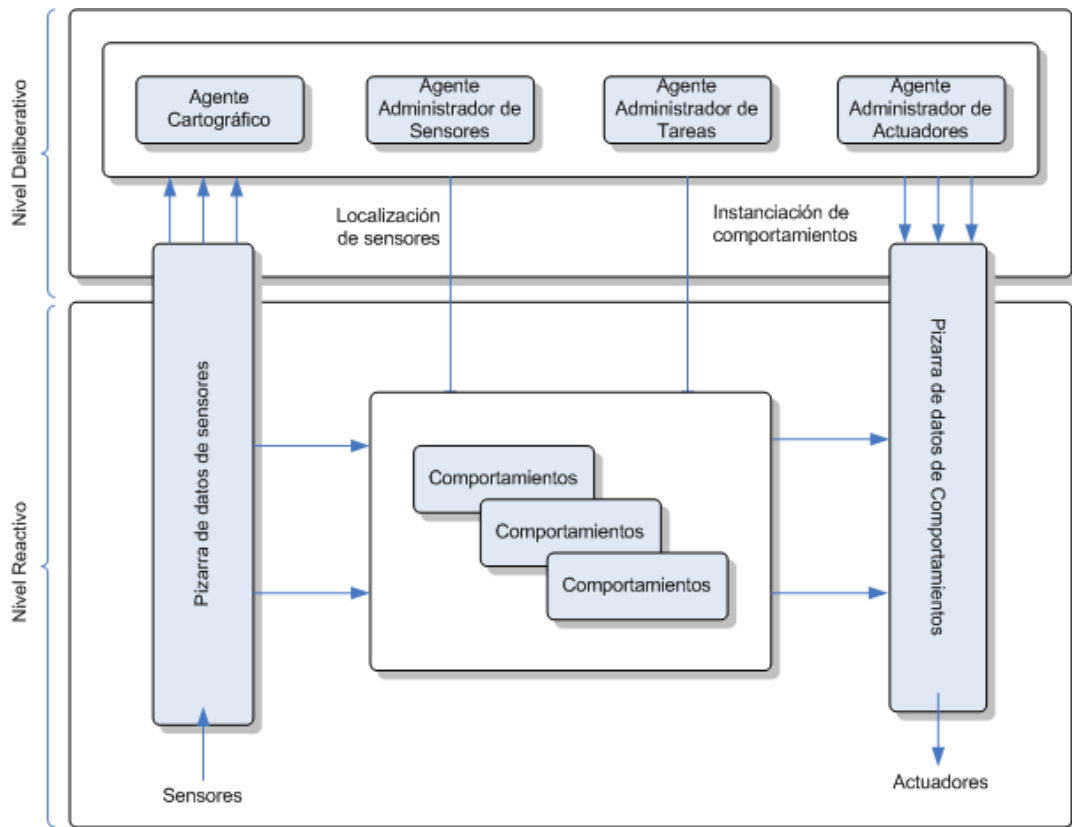 Nivel Deliberativo
Agente
Cartográfico
Agente
Administrador de
Sensores
Agente
Administrador de
Tareas
Agente
Administrador de
Actuadores
Localización
de sensores
Instanciación de
comportamientos
Nivel Reactivo
Pizarra de datos de sensores
Comportamientos
Comportamientos
Comportamientos
Pizarra de datos de Comportamientos
Sensores
Actuadores